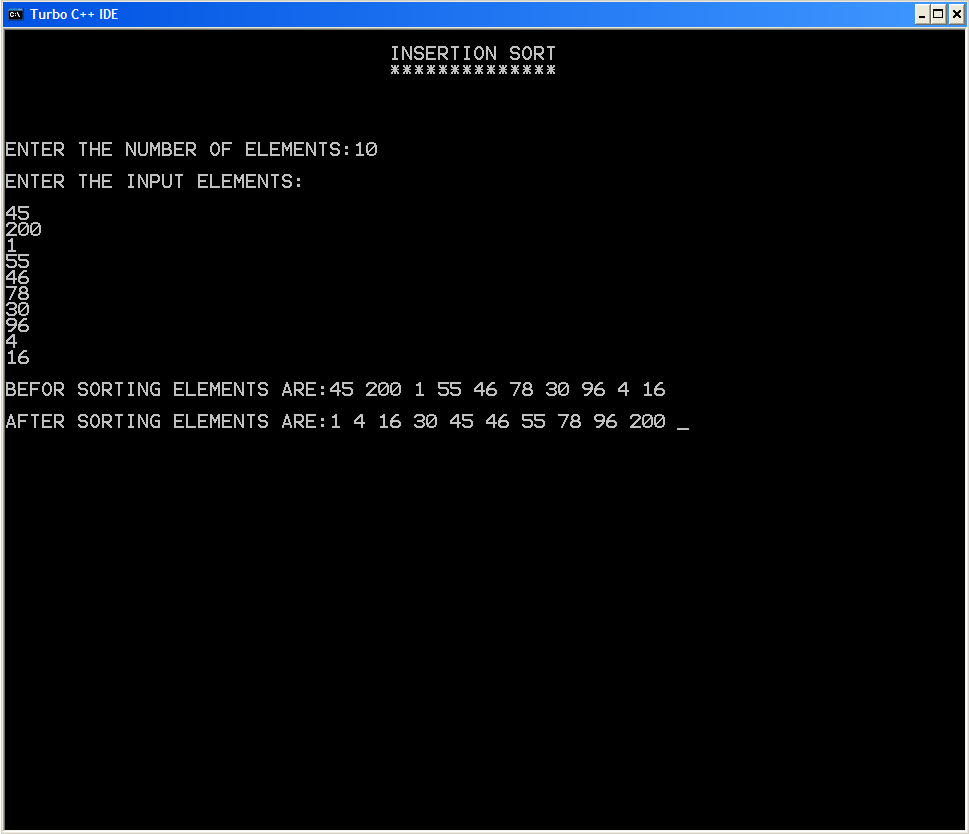 Turbo C++ IDE
INSERTION SORT
**************
ENTER THE NUMBER OF ELEMENTS:10
ENTER THE INPUT ELEMENTS:
45
200
1
55
46
78
30
96
4
16
BEFOR SORTING ELEMENTS ARE:45 200 1 55 46 78 30 96 4 16
AFTER SORTING ELEMENTS ARE:1 4 16 30 45 46 55 78 96 200 _